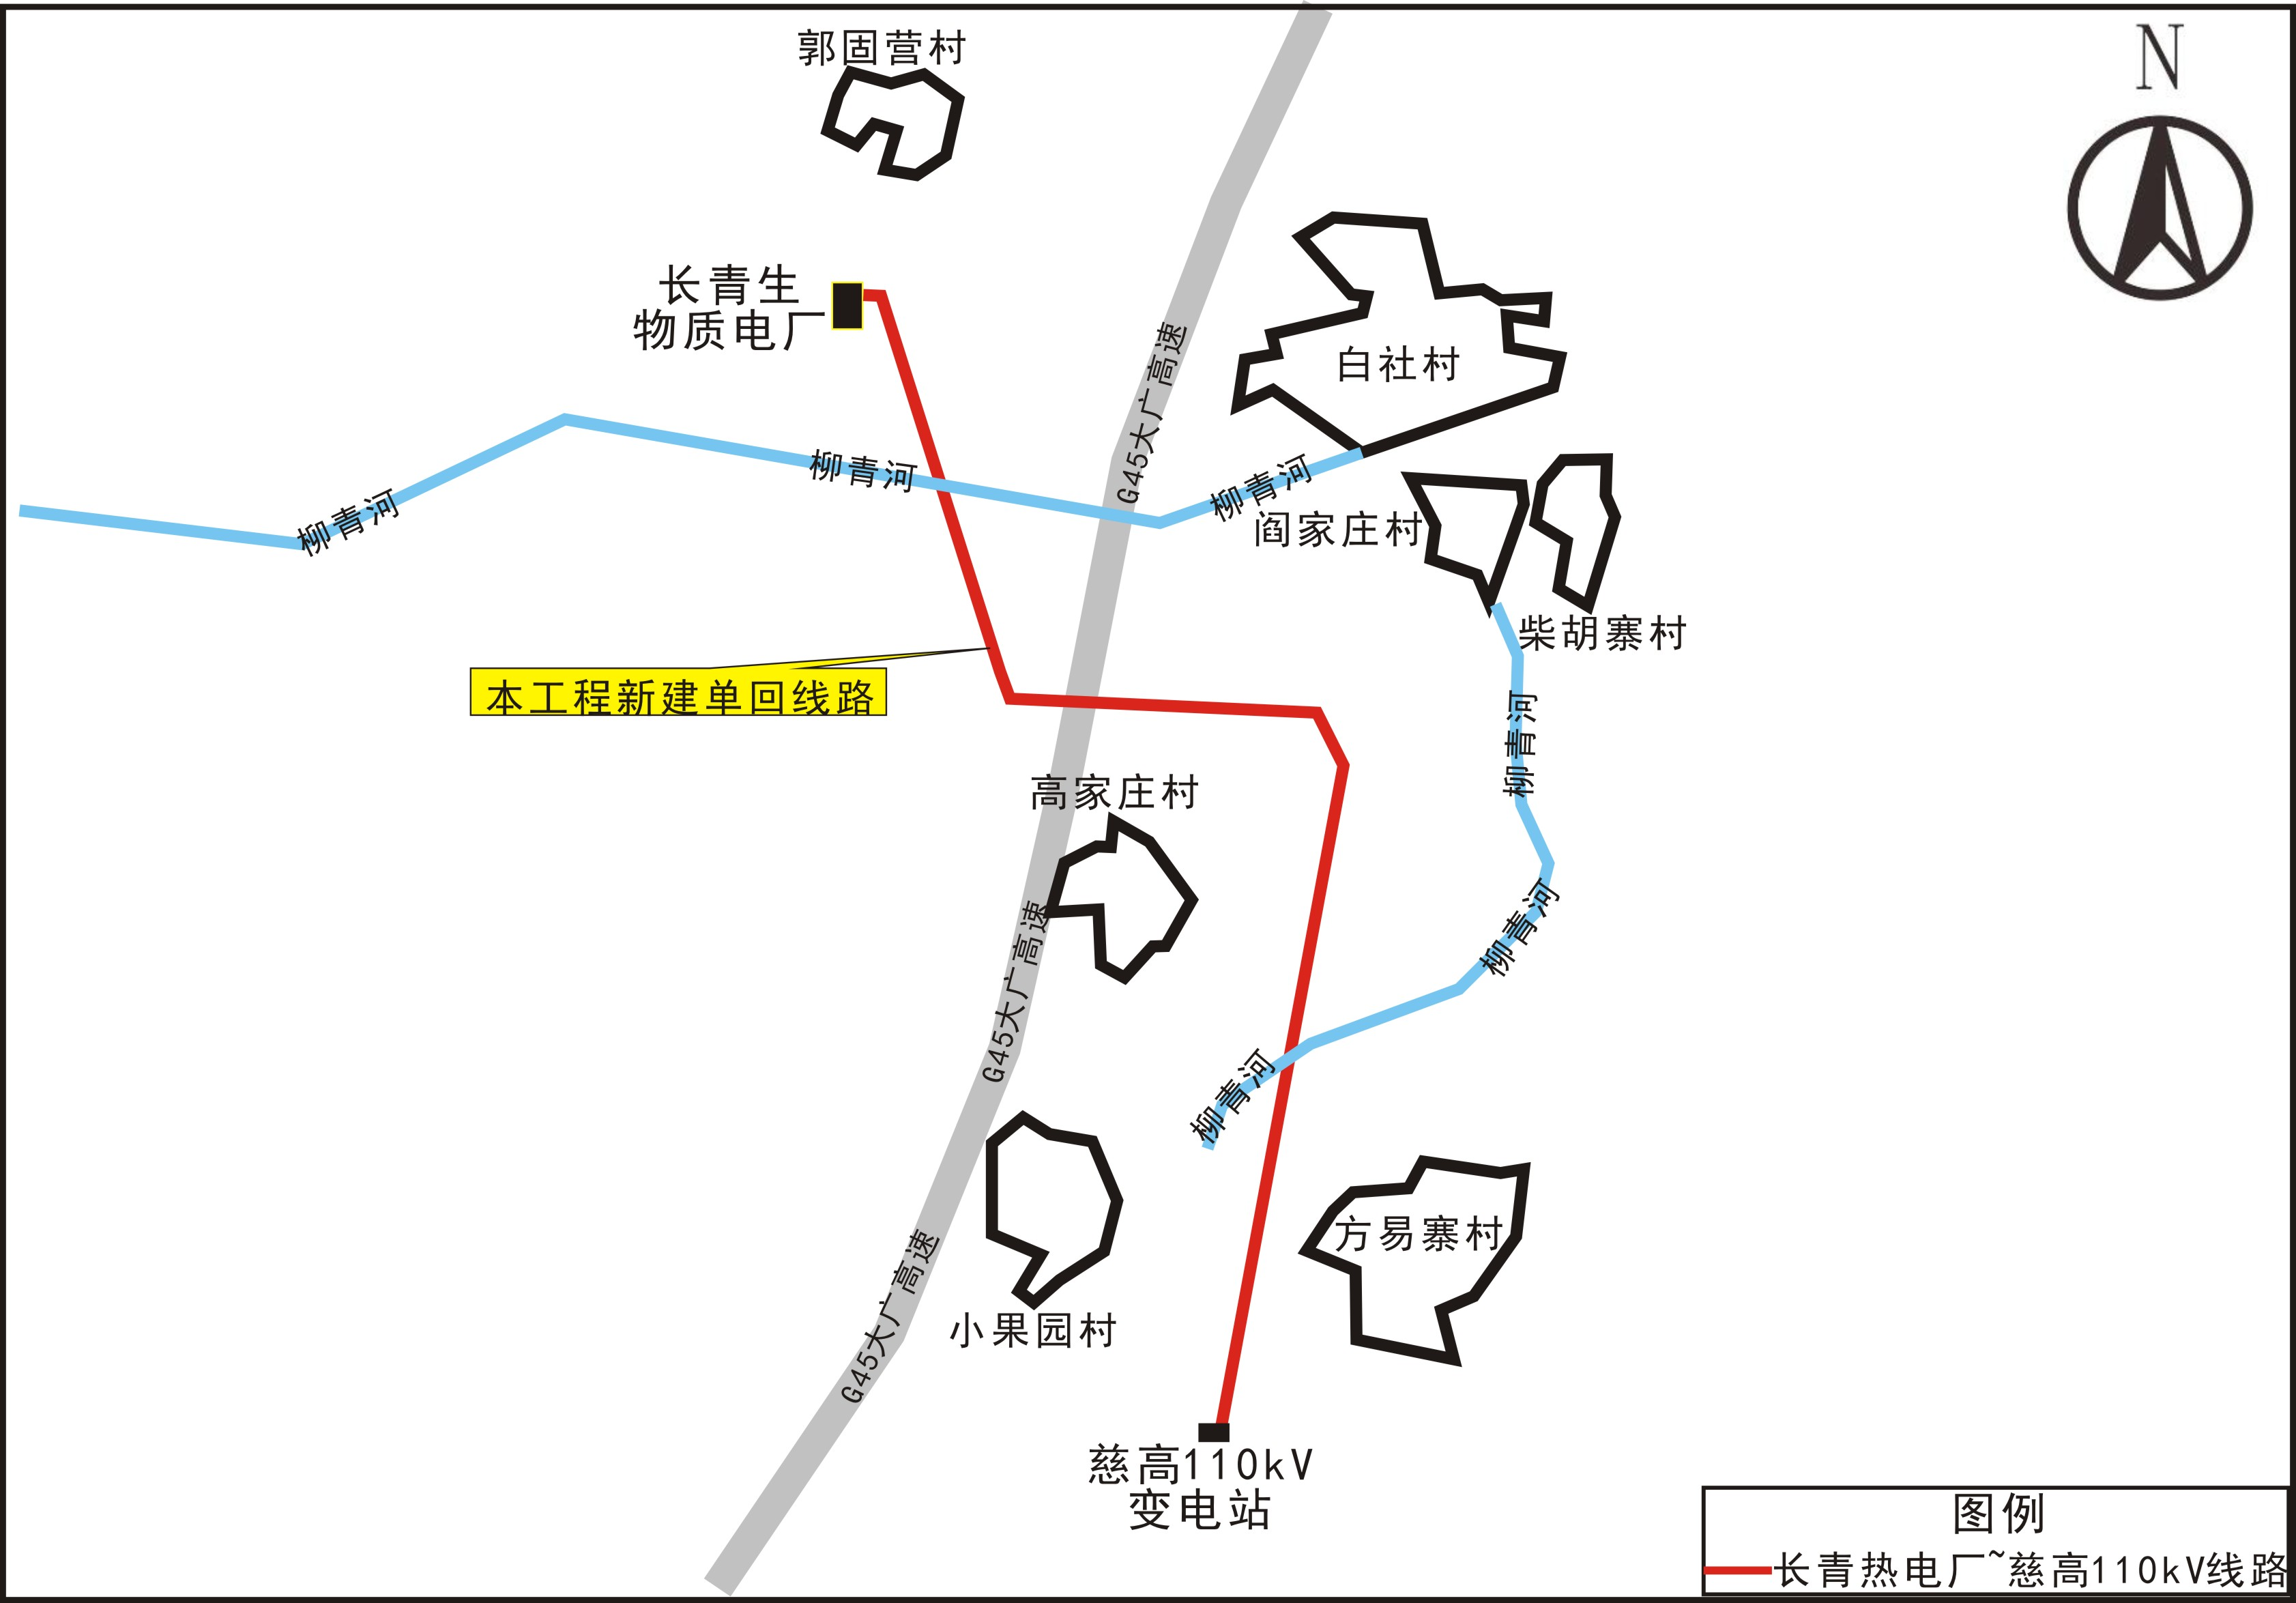 郭固营村
N
长青生
物质电厂
G45大广高速
白社村
柳青河
柳青河
柳青河
阎家庄村
柴胡寨村
本工程新建单回线路
柳青河
高家庄村
G45大广高速
柳青河
柳青河
方易寨村
G45大广高速
小果园村
慈高110kV
变电站
图例
长青热电厂~慈高110kV线路